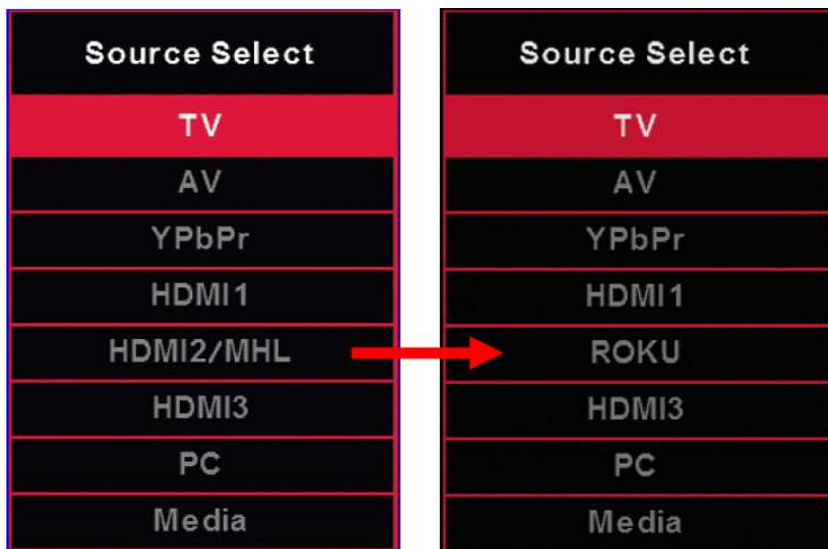 Source Select
TV
AV
YPbPr
HDMI1
HDMI2/MHL
HDMI3
PC
Media
Source Select
TV
AV
YPbPr
HDMI1
ROKU
HDMI3
PC
Media